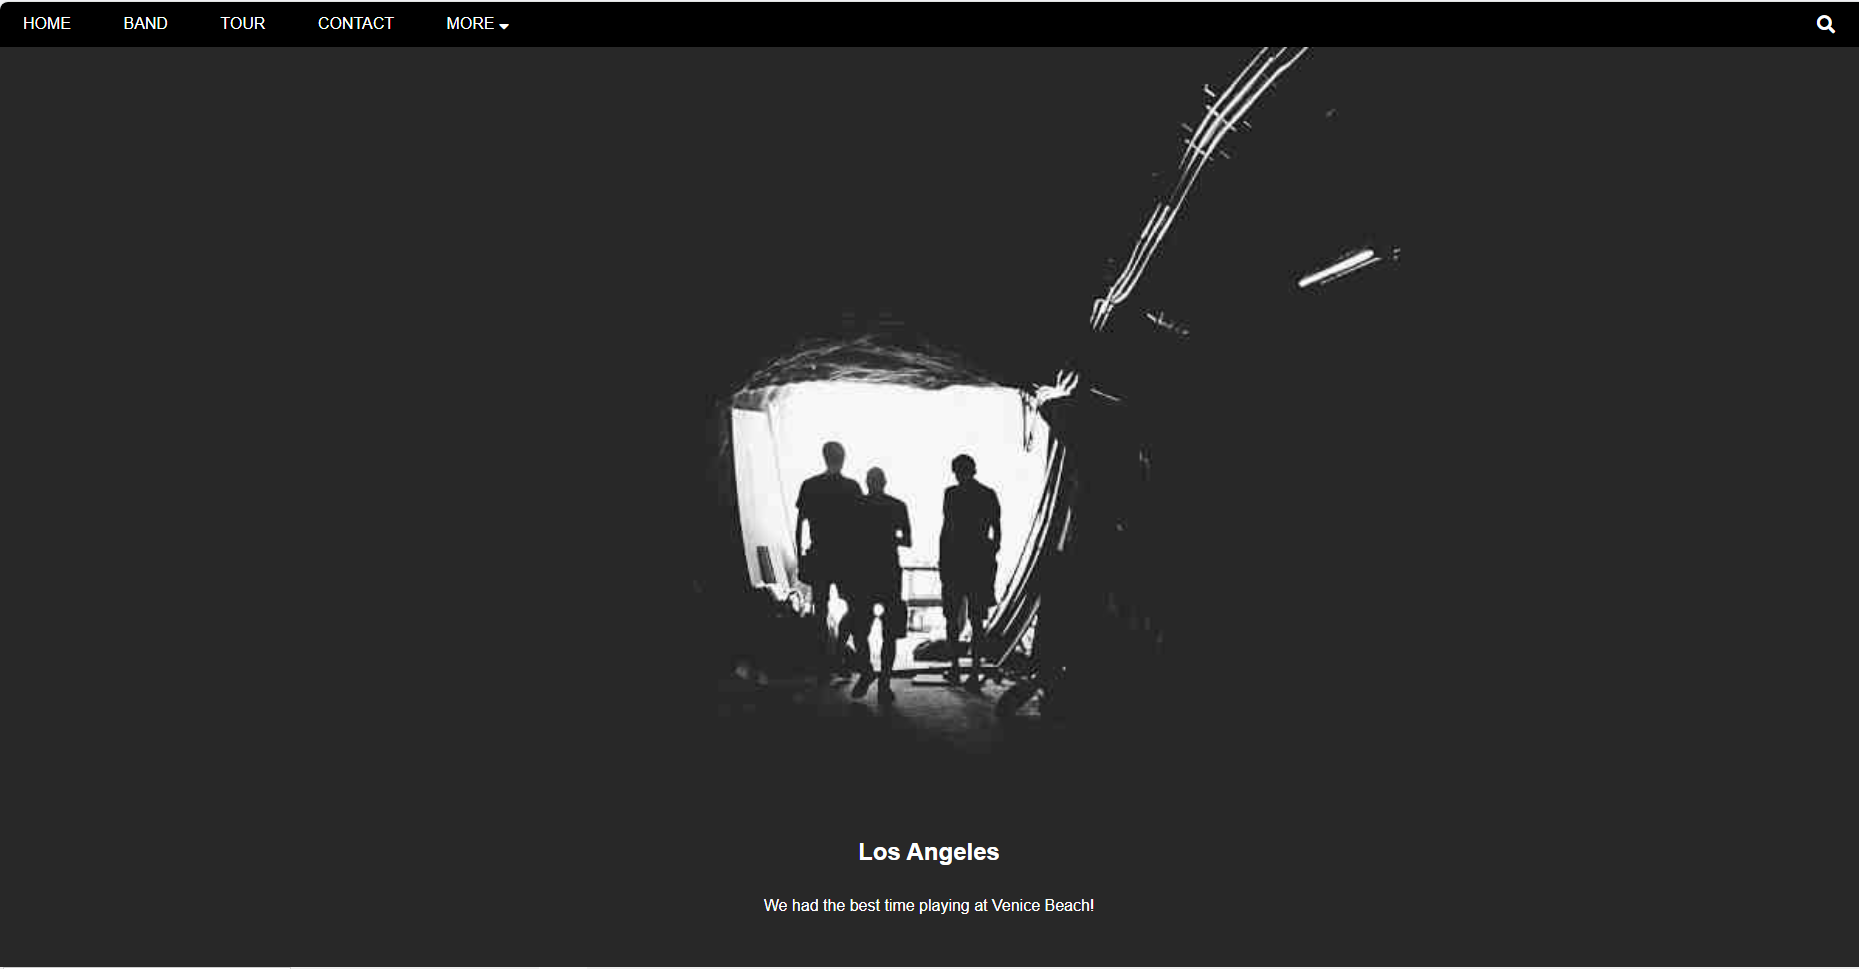 HOME BAND TOUR CONTACT MORE
Los Angeles
We had the best time playing at Venice Beach!